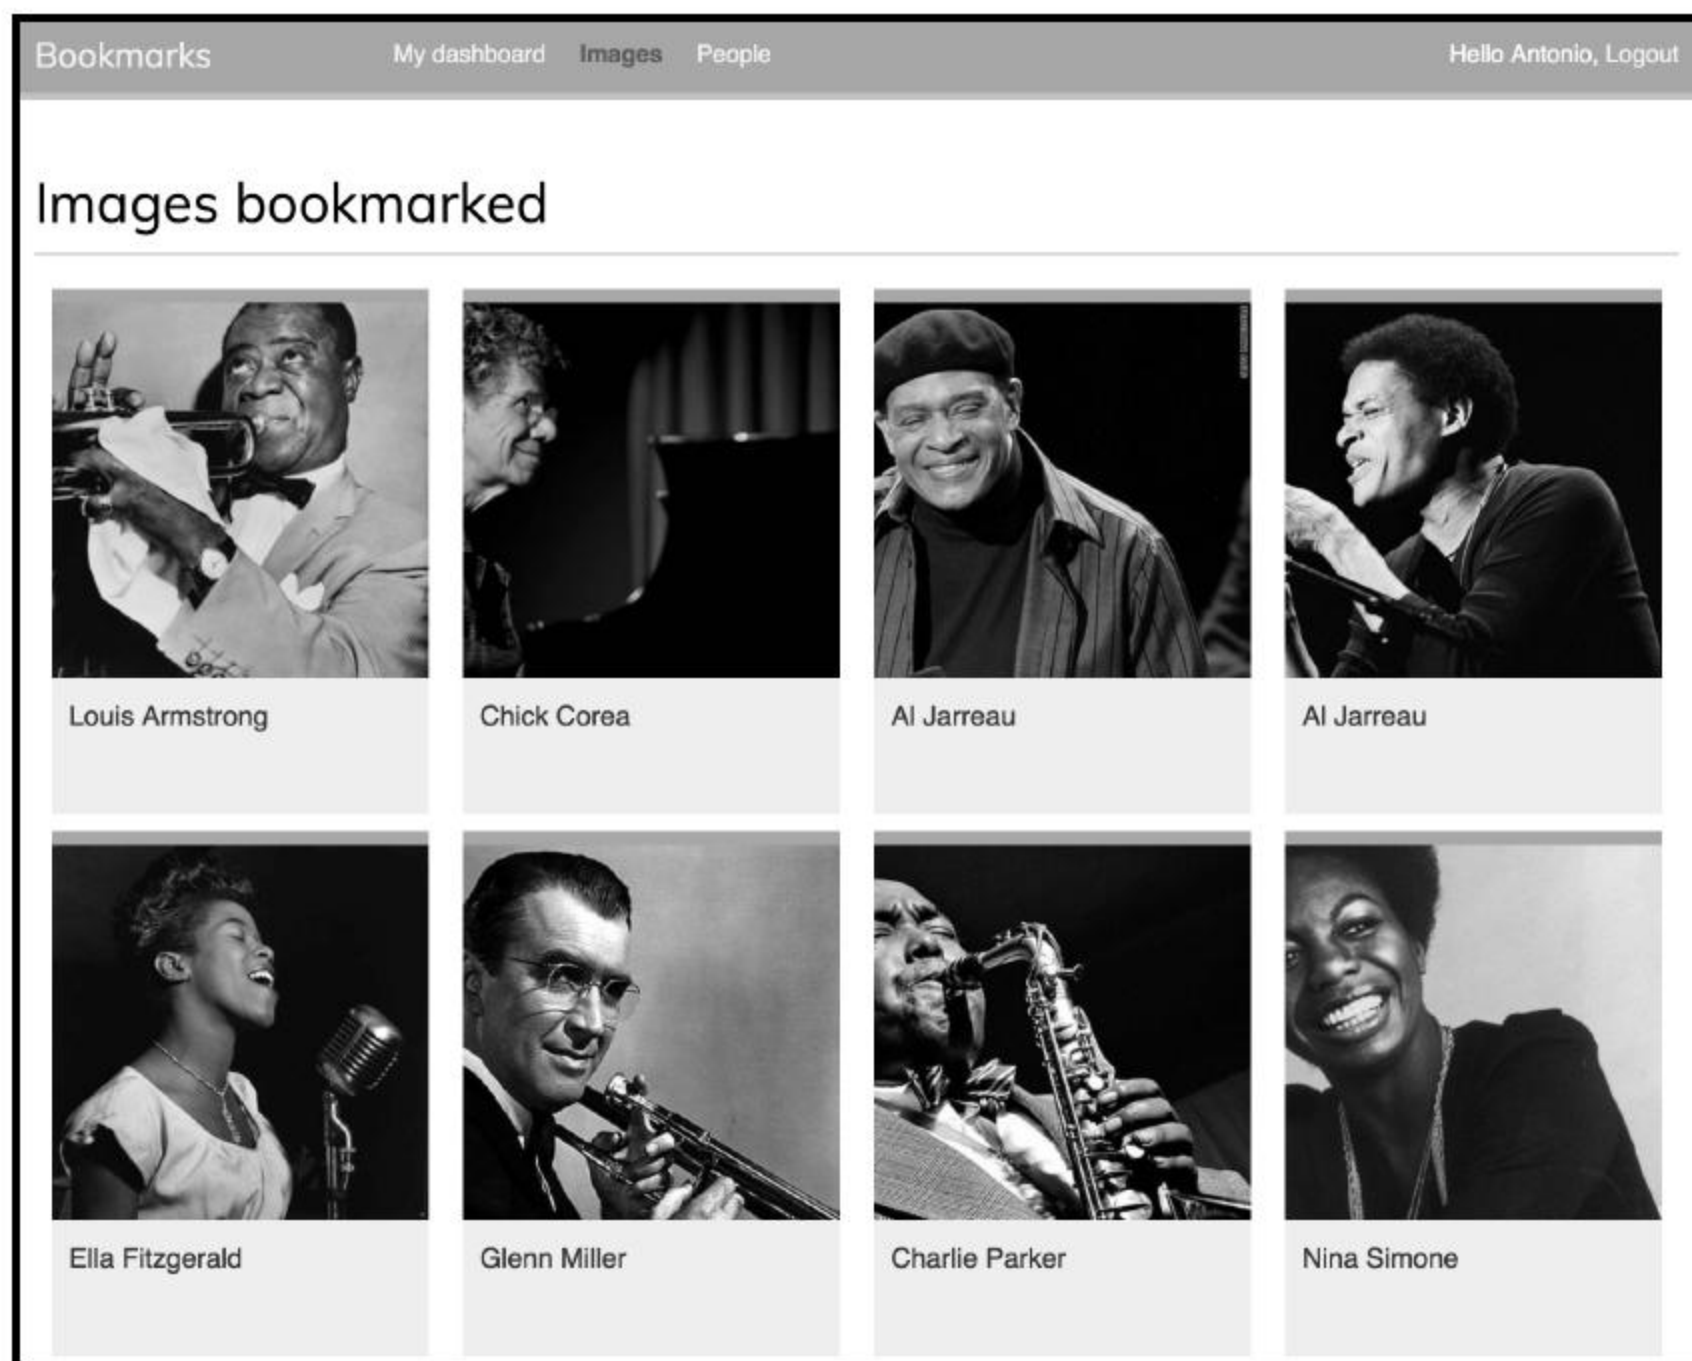 Bookmarks My dashboard Images People Hello Antonio, Logout
Images bookmarked
Louis Armstrong
Chick Corea
Al Jarreau
Al Jarreau
Ella Fitzgerald
Glenn Miller
Charlie Parker
Nina Simone